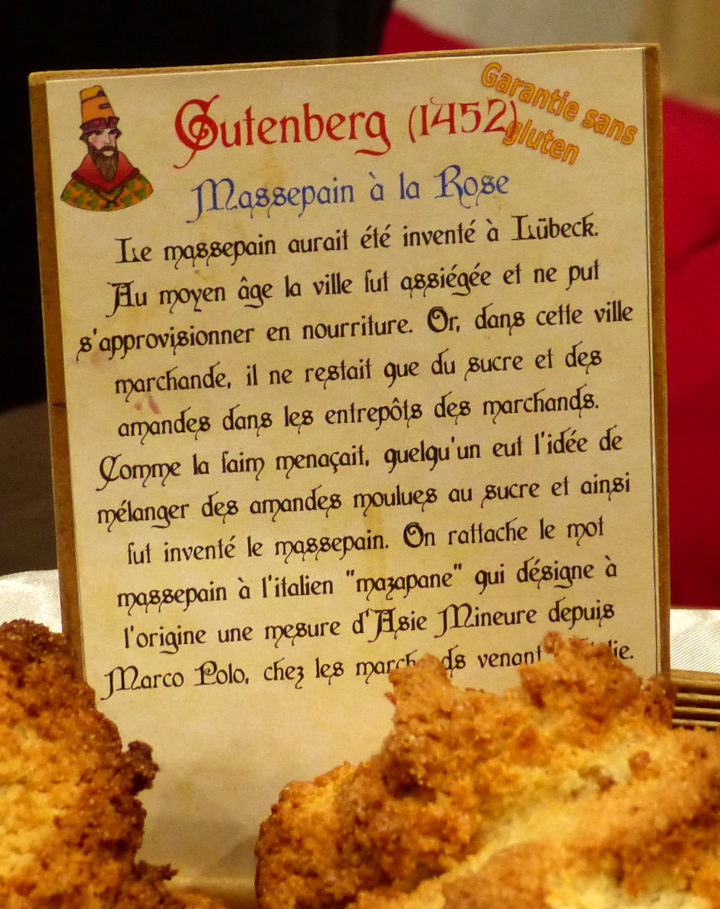 Gutenberg (1452)
Garantie sans
gluten
Massepain à la Rose
Le massepain aurait été inventé à Lübeck.
Au moyen âge la ville fut assiégée et ne put
s'approvisionner en nourriture. Or, dans cette ville
marchande, il ne restait que du sucre et des
amandes dans les entrepôts des marchands.
Comme la faim menaçait, quelqu'un eut l'idée de
mélanger des amandes moulues au sucre et ainsi
fut inventé le massepain. On rattache le mot
massepain à l'italien "mazapane" qui désigne à
l'origine une mesure d'Asie Mineure depuis
Marco Polo, chez les marchands venant